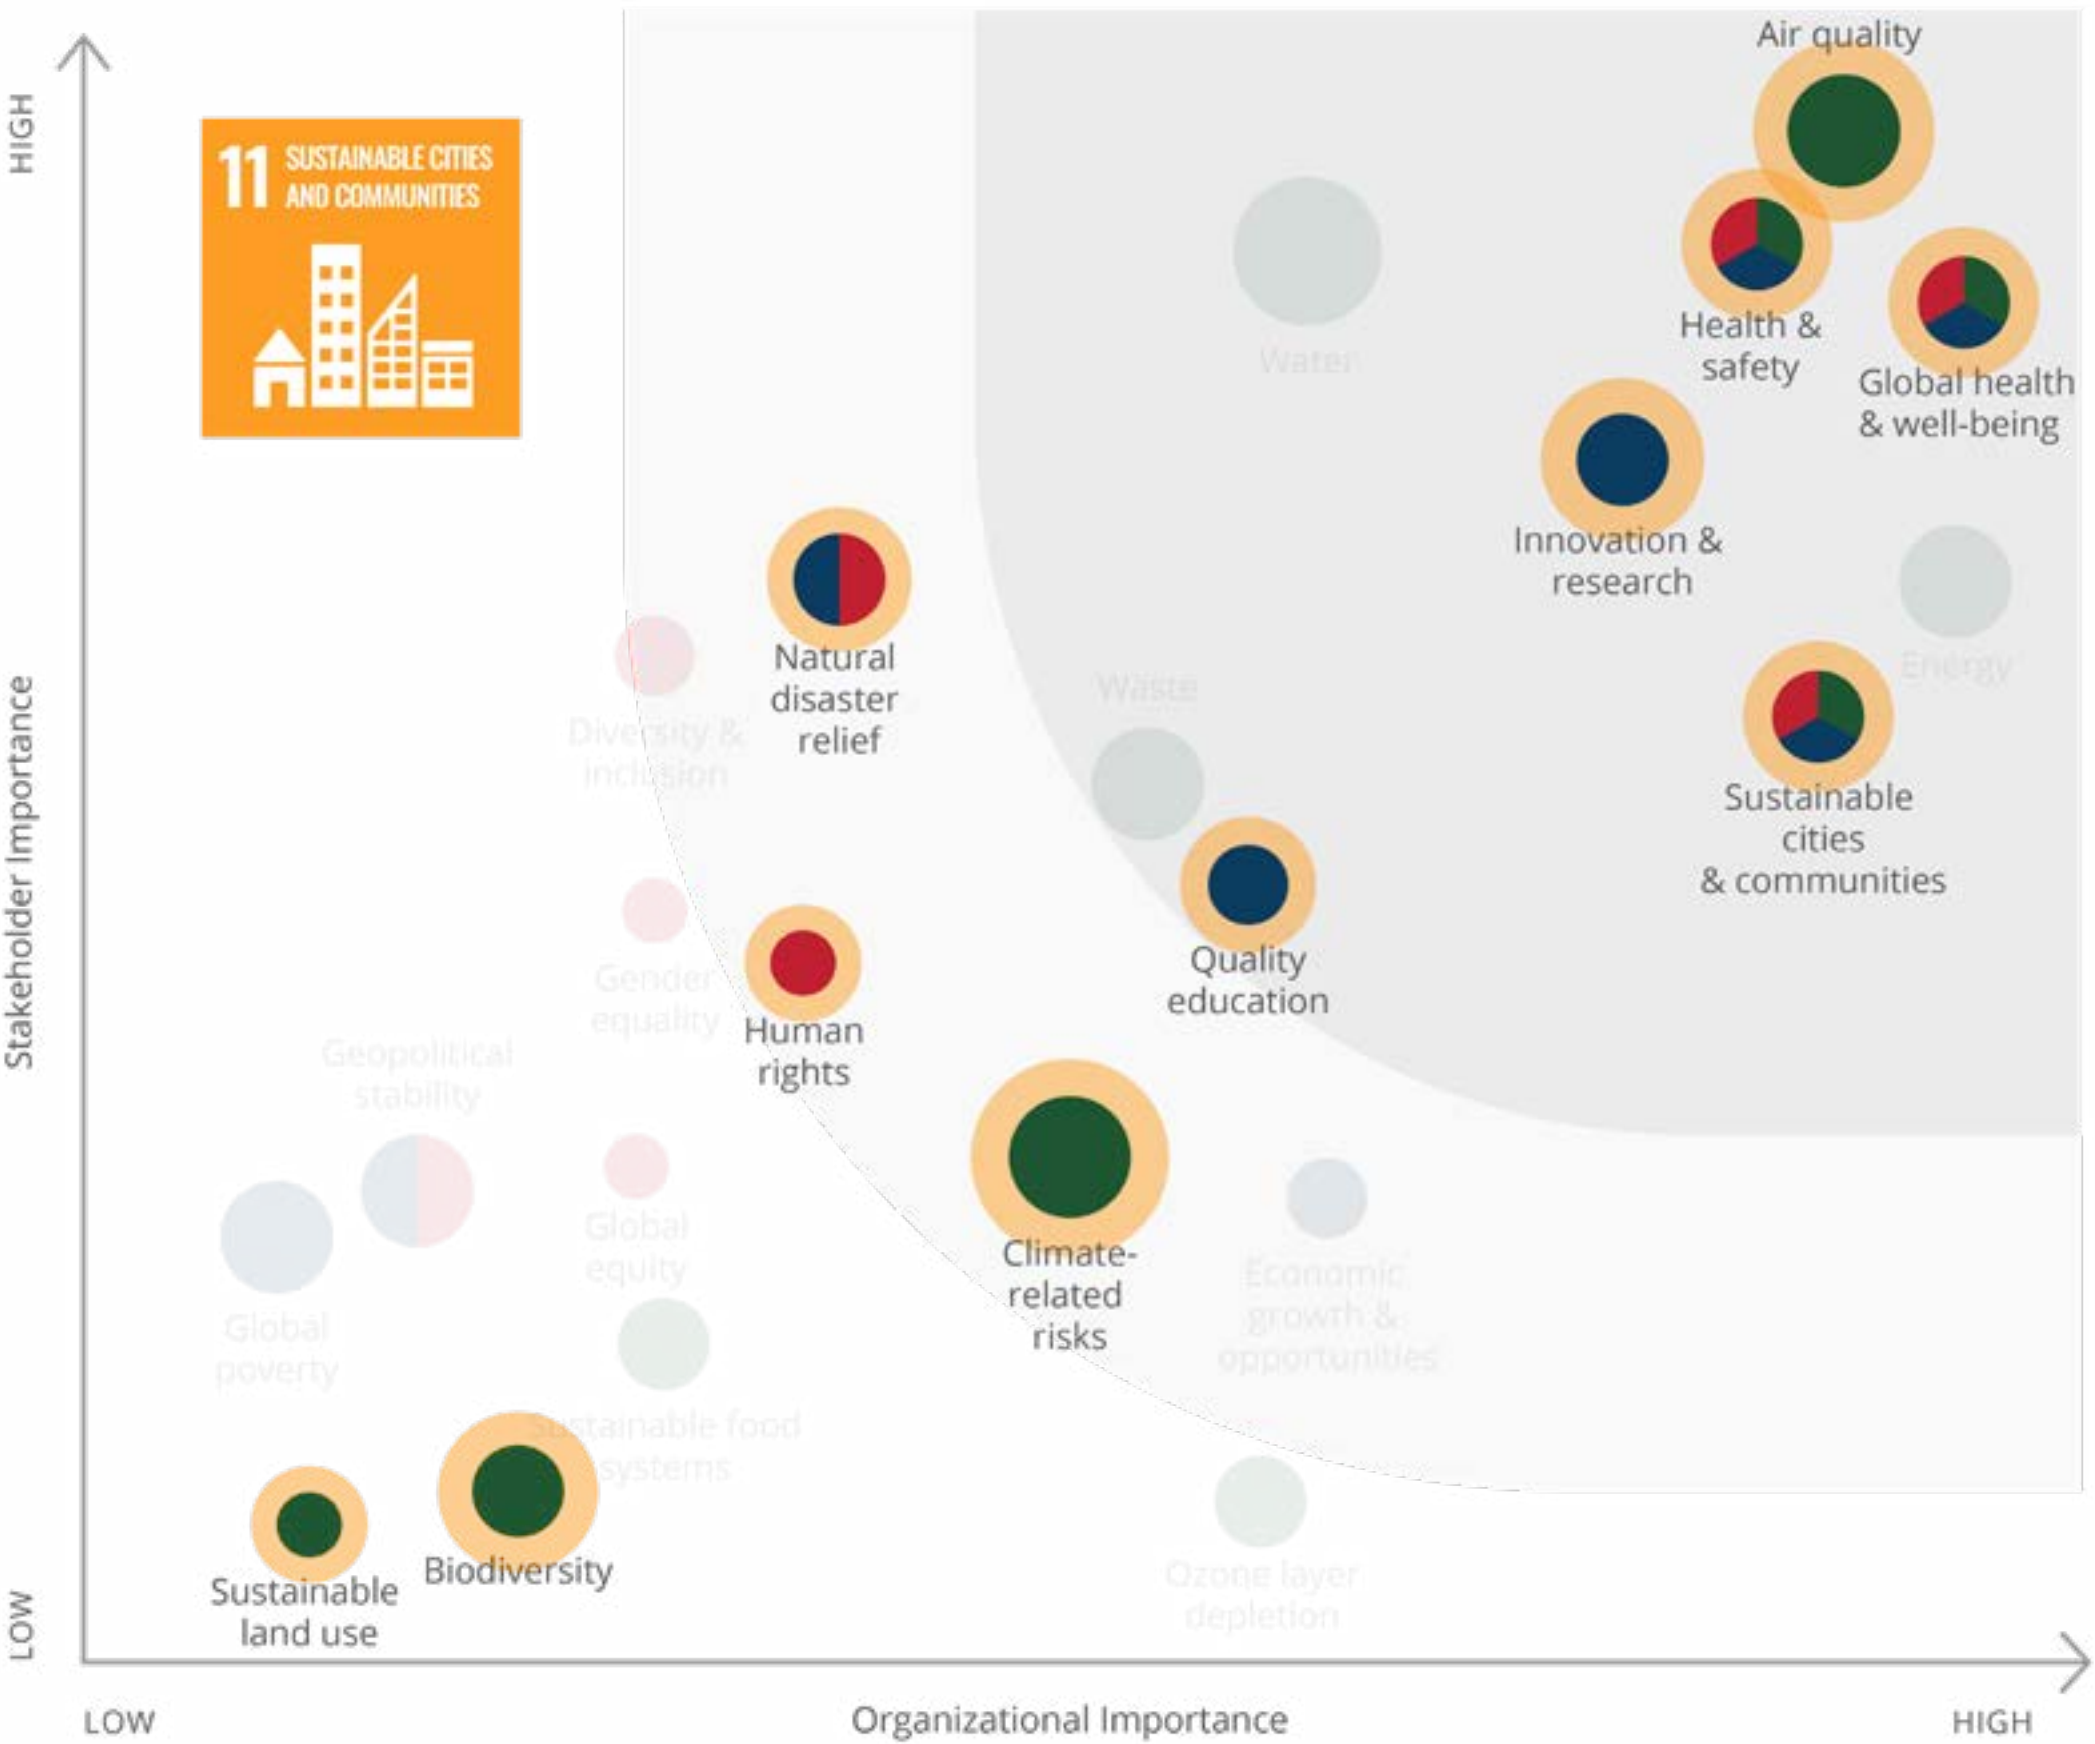 Air quality
HIGH
11 SUSTAINABLE CITIES
AND COMMUNITIES
Water
Health &
safety
Global health
& well-being
Innovation &
research
Energy
Natural
disaster
relief
Waste
Diversity &
inclusion
Sustainable
cities
& communities
Stakeholder Importance
Quality
education
Gender
equality
Human
rights
Geopolitical
stability
Global
equity
Climate-
related
risks
Economic
growth &
opportunities
Global
poverty
Sustainable food
systems
Biodiversity
Sustainable
land use
Ozone layer
depletion
LOW
LOW
Organizational Importance
HIGH